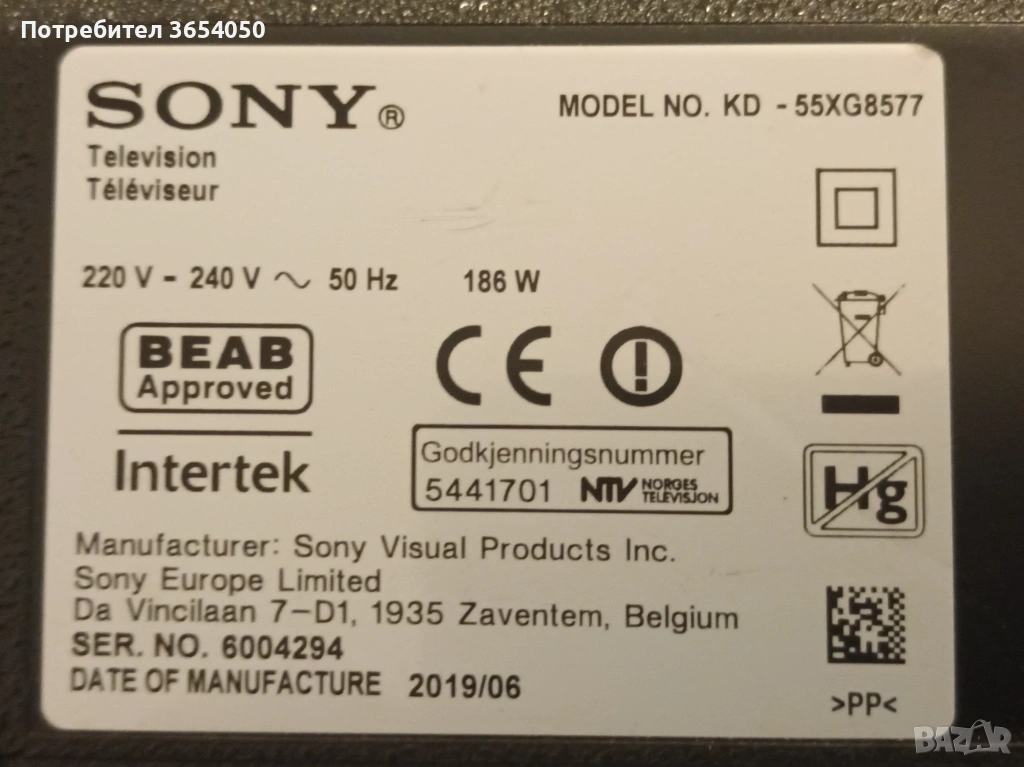 Потребител 3654050
SONY®
MODEL NO. KD - 55XG8577
Television
Téléviseur
220 V - 240 V ~ 50 Hz 186 W
BEAB
Approved
Intertek
CE
Godkjenningsnummer
5441701 NTV NORGES TELEVISJON
Hg
Manufacturer: Sony Visual Products Inc.
Sony Europe Limited
Da Vincilaan 7-D1, 1935 Zaventem, Belgium
SER. NO. 6004294
DATE OF MANUFACTURE 2019/06
>PP<
BAZAR